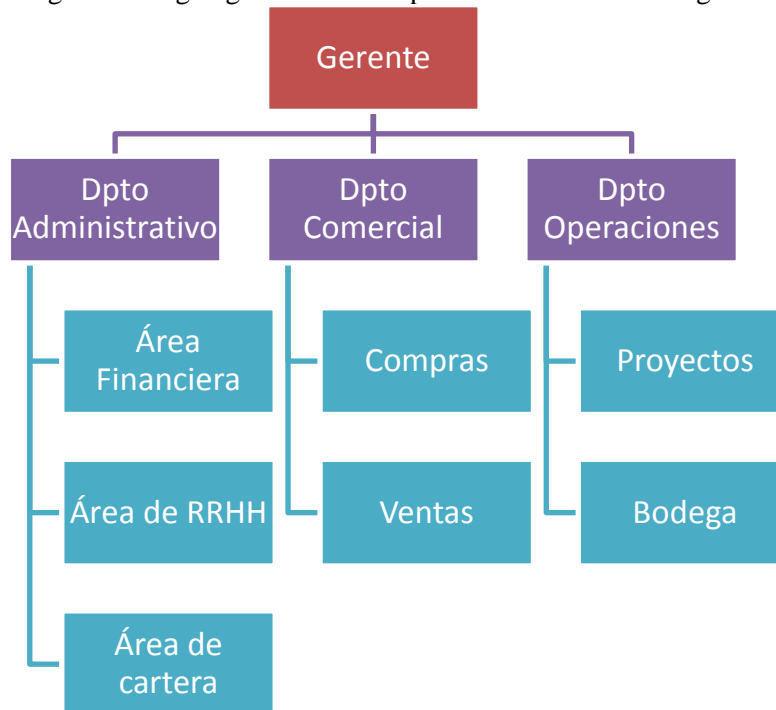 Gerente
Dpto
Administrativo
Dpto
Comercial
Dpto
Operaciones
Área
Financiera
Compras
Proyectos
Área de RRHH
Ventas
Bodega
Área de
cartera